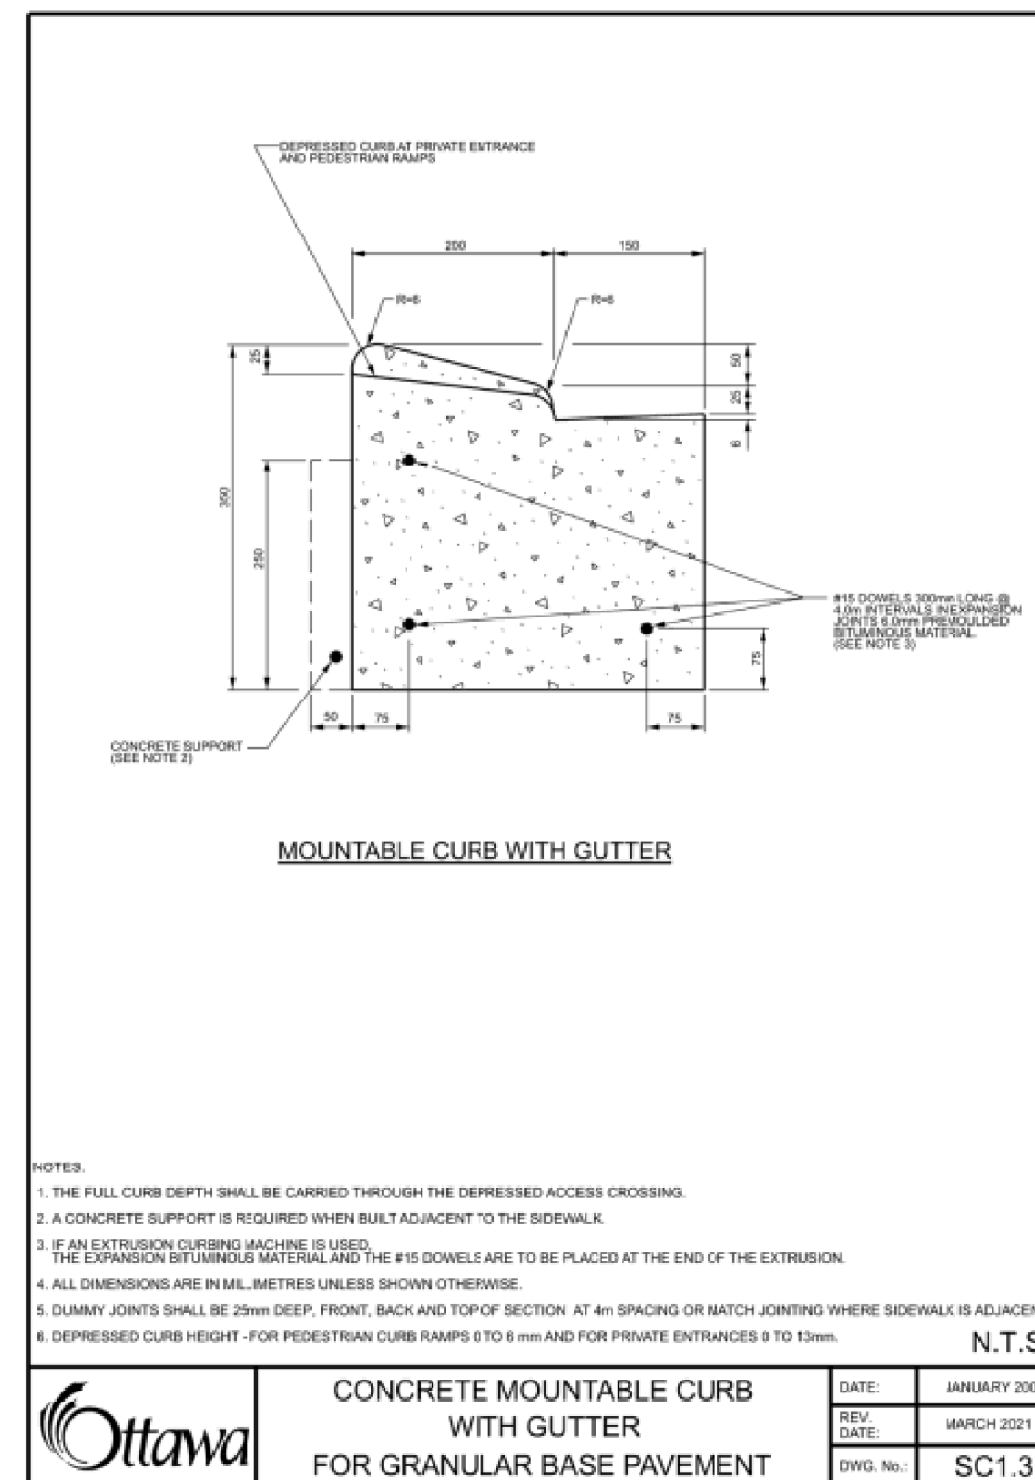 DEPRESSED CURB AT PRIVATE ENTRANCE
AND PEDESTRIAN RAMPS
200
150
R=6
R=6
25
50
25
6
350
250
#15 DOWELS 300mm LONG @
4.0m INTERVALS IN EXPANSION
JOINTS 6.0mm PREMOULDED
BITUMINOUS MATERIAL.
(SEE NOTE 3)
75
50
75
75
CONCRETE SUPPORT
(SEE NOTE 2)
MOUNTABLE CURB WITH GUTTER
NOTES.
1. THE FULL CURB DEPTH SHALL BE CARRIED THROUGH THE DEPRESSED ACCESS CROSSING.
2. A CONCRETE SUPPORT IS REQUIRED WHEN BUILT ADJACENT TO THE SIDEWALK.
3. IF AN EXTRUSION CURBING MACHINE IS USED,
THE EXPANSION BITUMINOUS MATERIAL AND THE #15 DOWELS ARE TO BE PLACED AT THE END OF THE EXTRUSION.
4. ALL DIMENSIONS ARE IN MILLIMETRES UNLESS SHOWN OTHERWISE.
5. DUMMY JOINTS SHALL BE 25mm DEEP, FRONT, BACK AND TOP OF SECTION AT 4m SPACING OR MATCH JOINTING WHERE SIDEWALK IS ADJACEN
6. DEPRESSED CURB HEIGHT - FOR PEDESTRIAN CURB RAMPS 0 TO 6 mm AND FOR PRIVATE ENTRANCES 0 TO 13mm.
N.T.S
Ottawa
CONCRETE MOUNTABLE CURB
WITH GUTTER
FOR GRANULAR BASE PAVEMENT
DATE: JANUARY 200
REV. DATE: MARCH 2021
DWG. No.: SC1.3